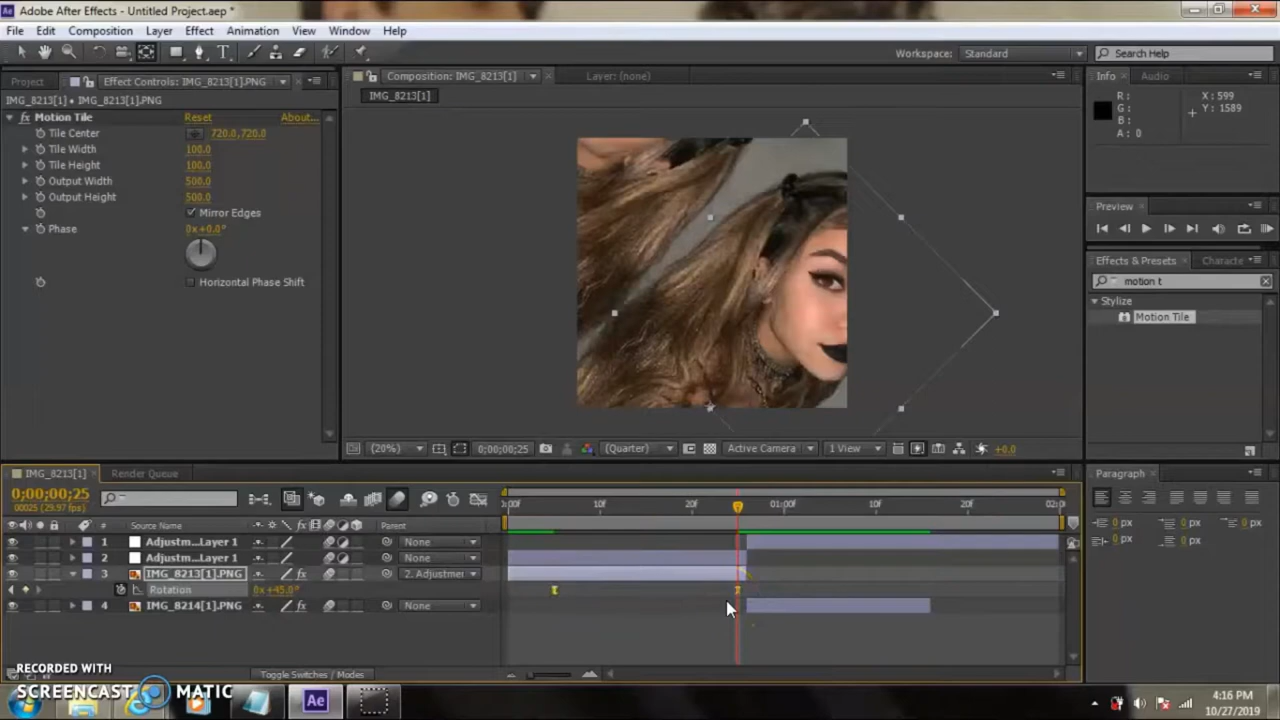 Adobe After Effects - Untitled Project.aep *
File Edit Composition Layer Effect Animation View Window Help
Workspace: Standard Search Help
Project Effect Controls: IMG_8213[1].PNG Composition: IMG_8213[1] Layer: (none) Info Audio
IMG_8213[1] • IMG_8213[1].PNG IMG_8213[1]
fx Motion Tile Reset About...
Tile Center 720.0,720.0
Tile Width 100.0
Tile Height 100.0
Output Width 500.0
Output Height 500.0
Mirror Edges
Phase 0x+0.0°
Horizontal Phase Shift
R: X: 599
G: Y: 1589
B:
A: 0
Preview
Effects & Presets Characte
motion t
Stylize
Motion Tile
(20%) 0;00;00;25 (Quarter) Active Camera 1 View +0.0
IMG_8213[1] Render Queue Paragraph
0;00;00;25
00025 (29.97 fps)
:00F 10F 20F 01:00F 10F 20F 02:0
# Source Name Parent
1 Adjustm...Layer 1 None
2 Adjustm...Layer 1 None
3 IMG_8213[1].PNG fx 2. Adjustmer
Rotation 0x+45.0°
4 IMG_8214[1].PNG None
0 px 0 px 0 px
0 px 0 px
Toggle Switches / Modes
RECORDED WITH
SCREENCAST MATIC
Ae
4:16 PM
10/27/2019